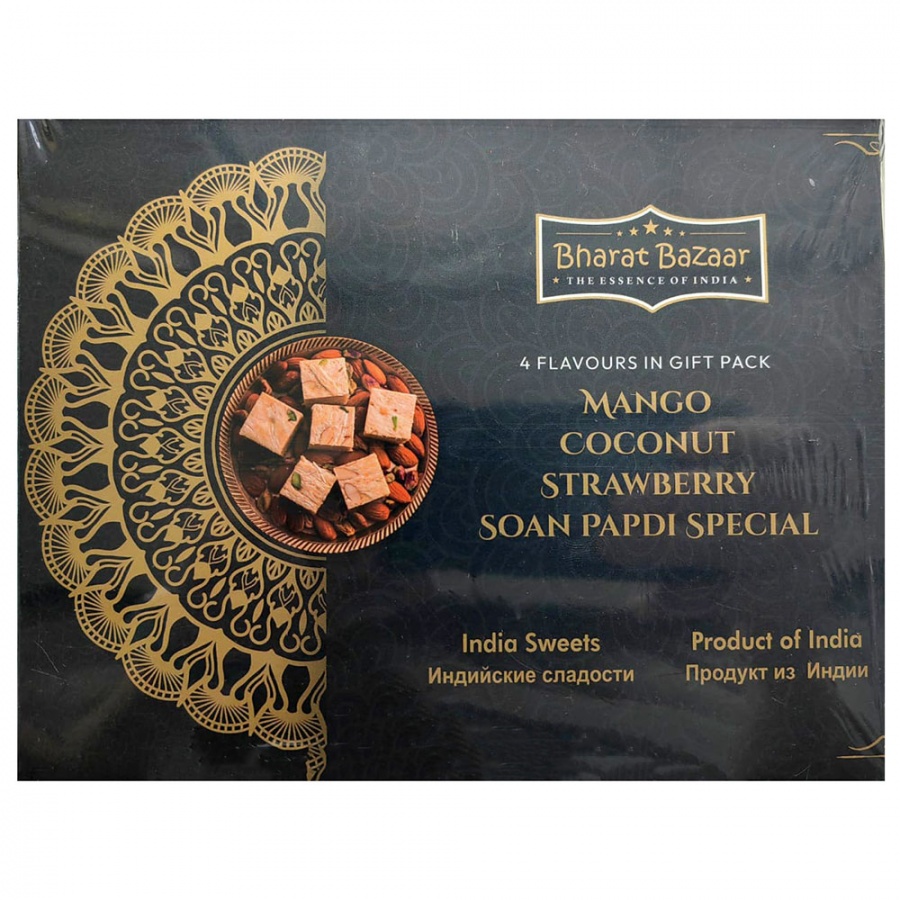 Bharat Bazaar
THE ESSENCE OF INDIA
4 FLAVOURS IN GIFT PACK
MANGO
COCONUT
STRAWBERRY
SOAN PAPDI SPECIAL
India Sweets
Индийские сладости
Product of India
Продукт из Индии